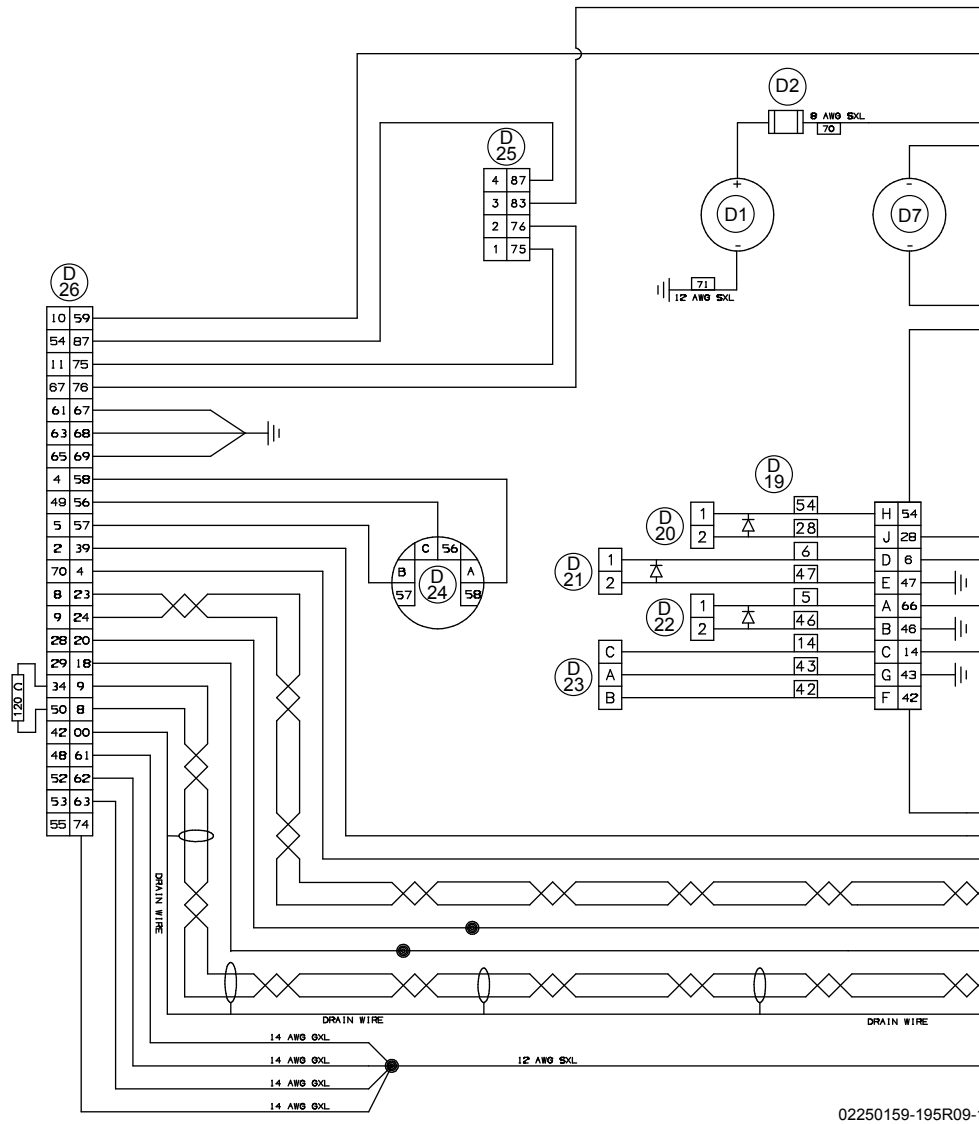 D2
8 AWG SXL
70
D
25
4 87
3 83
2 76
1 75
+
D1
-
-
D7
-
71
12 AWG SXL
D
26
10 59
54 87
11 75
67 76
61 67
63 68
65 69
4 58
49 56
5 57
2 39
70 4
8 23
9 24
28 20
29 18
34 9
50 8
42 00
48 61
52 62
53 63
55 74
120 Ω
C 56
B
57
A
58
D
24
D
19
D
20
1
2
54
28
H 54
J 28
D
21
1
2
6
47
D 6
E 47
D
22
1
2
5
46
A 66
B 46
D
23
C
A
B
14
43
42
C 14
G 43
F 42
DRAIN WIRE
DRAIN WIRE
DRAIN WIRE
14 AWG GXL
14 AWG GXL
14 AWG GXL
14 AWG GXL
12 AWG SXL
02250159-195R09-